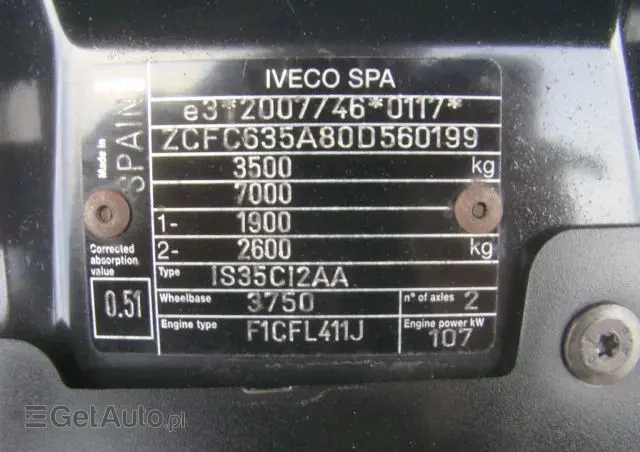 IVECO SPA
e3*2007/46*0117*
ZCFC635A80D560199
3500 kg
7000
1- 1900
2- 2600 kg
Made in SPAIN
Corrected absorption value
0.51
Type IS35CI2AA
Wheelbase 3750 n° of axles 2
Engine type F1CFL411J Engine power kW 107
GetAuto.pl